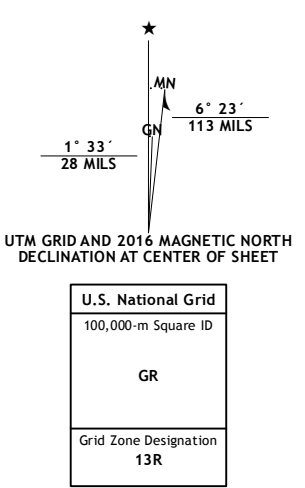 ★
MN
GN
6° 23´
113 MILS
1° 33´
28 MILS
UTM GRID AND 2016 MAGNETIC NORTH
DECLINATION AT CENTER OF SHEET
U.S. National Grid
100,000-m Square ID
GR
Grid Zone Designation
13R